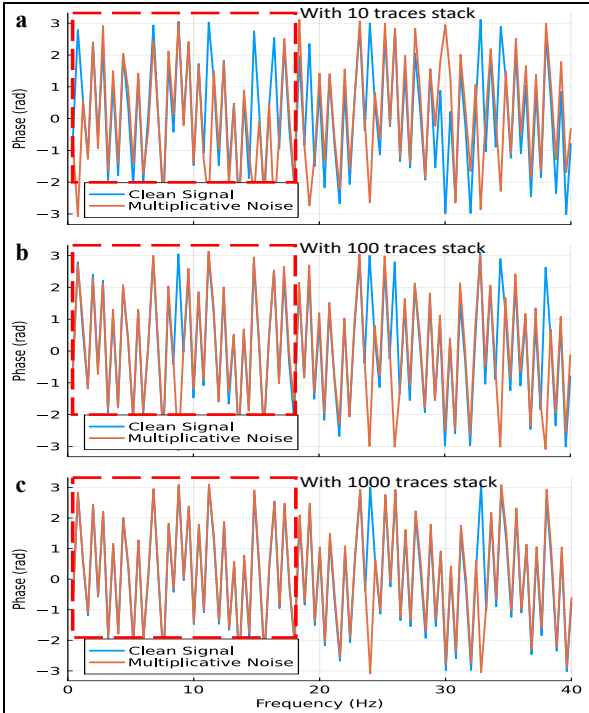 a
With 10 traces stack
3
2
1
0
−1
−2
−3
Phase (rad)
Clean Signal
Multiplicative Noise
b
With 100 traces stack
3
2
1
0
−1
−2
−3
Phase (rad)
Clean Signal
Multiplicative Noise
c
With 1000 traces stack
3
2
1
0
−1
−2
−3
Phase (rad)
Clean Signal
Multiplicative Noise
0
10
20
30
40
Frequency (Hz)